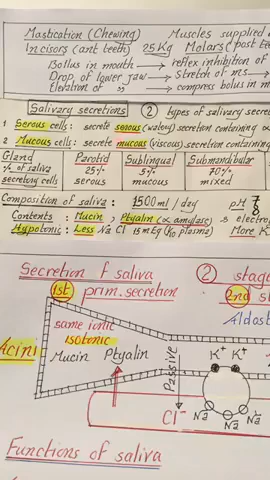 Mastication (Chewing) Muscles supplied
Incisors (ant teeth) 25 Kg Molars (post tee
Bollus in mouth → reflex inhibition of
Drop of lower jaw → Stretch of ms →
Elevation of " → compress bolus in m
Salivary secretions ② types of salivary secre
1 Serous cells: secrete serous (watery) secretion containing
2 Mucous cells: secrete mucous (viscous) secretion containing
Gland Parotid Sublingual Submandibular
% of saliva 25% 5% 70%
secretory cells serous mucous mixed
Composition of saliva: 1500 ml/day pH
Contents: Mucin, Ptyalin (α amylase) electro
Hypotonic: Less Na Cl 15 mEq (1/10 plasma) More K
Secretion of saliva ② stage
1st prim. secretion 2nd s
Aldost
Acini same ionic
isotonic
Mucin Ptyalin
Passive
K+ K+
Cl-
Na Na Na
Functions of saliva